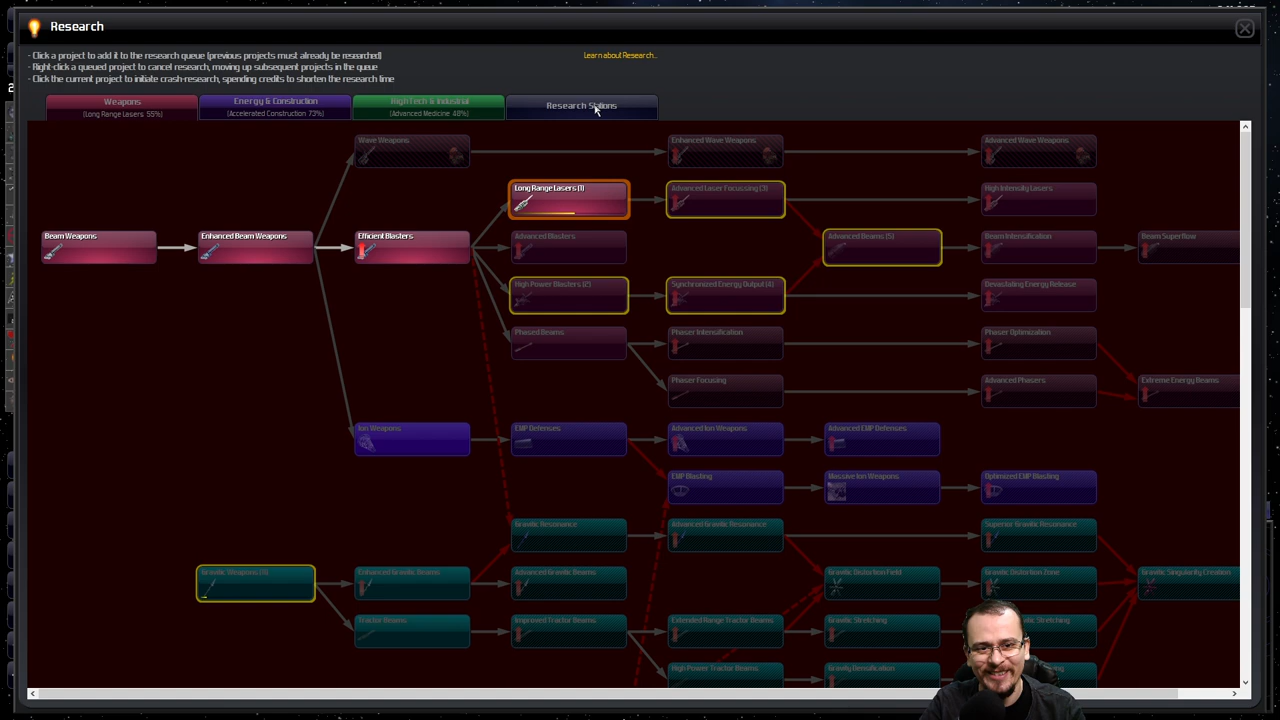 Research
- Click a project to add it to the research queue (previous projects must already be researched)
Learn about Research...
- Right-click a queued project to cancel research, moving up subsequent projects in the queue
- Click the current project to initiate crash-research, spending credits to shorten the research time
Weapons
(Long Range Lasers 55%)
Energy & Construction
(Accelerated Construction 73%)
HighTech & Industrial
(Advanced Medicine 48%)
Research Stations
Wave Weapons
Enhanced Wave Weapons
Advanced Wave Weapons
Long Range Lasers (1)
Advanced Laser Focussing (3)
High Intensity Lasers
Beam Weapons
Enhanced Beam Weapons
Efficient Blasters
Advanced Blasters
Advanced Beams (5)
Beam Intensification
Beam Superflow
High Power Blasters (2)
Synchronized Energy Output (4)
Devastating Energy Release
Phased Beams
Phaser Intensification
Phaser Optimization
Phaser Focusing
Advanced Phasers
Extreme Energy Beams
Ion Weapons
EMP Defenses
Advanced Ion Weapons
Advanced EMP Defenses
EMP Blasting
Massive Ion Weapons
Optimized EMP Blasting
Gravitic Resonance
Advanced Gravitic Resonance
Superior Gravitic Resonance
Gravitic Weapons
Enhanced Gravitic Beams
Advanced Gravitic Beams
Gravitic Distortion Field
Gravitic Distortion Zone
Gravitic Singularity Creation
Tractor Beams
Improved Tractor Beams
Extended Range Tractor Beams
Gravitic Stretching
Stretching
High Power Tractor Beams
Gravity Densification